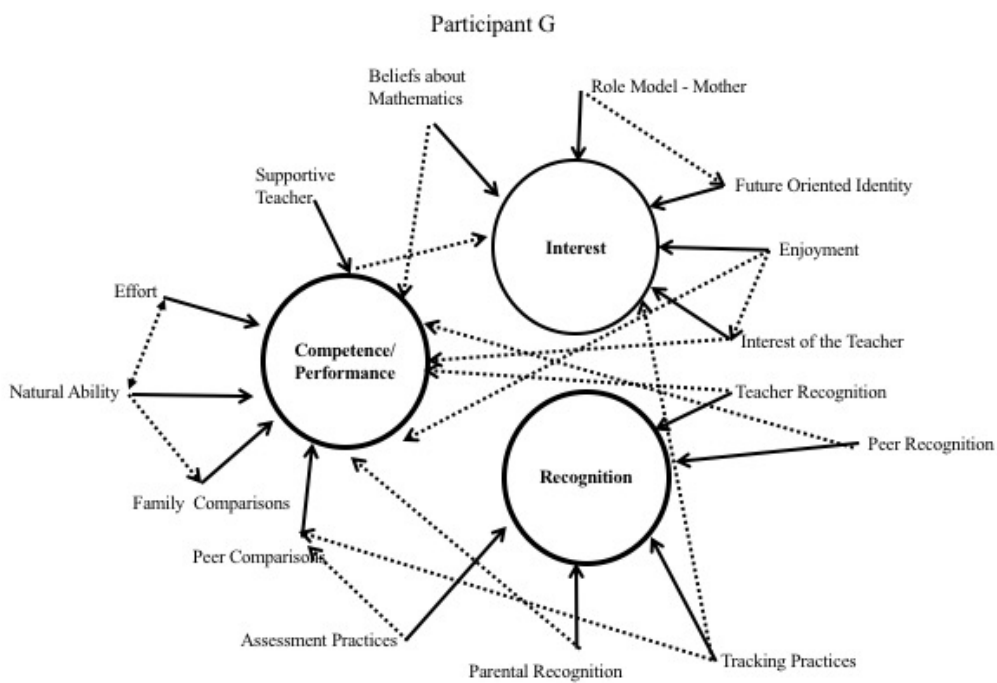 Participant G
Beliefs about
Mathematics
Role Model - Mother
Supportive
Teacher
Future Oriented Identity
Interest
Enjoyment
Effort
Interest of the Teacher
Competence/
Performance
Natural Ability
Teacher Recognition
Peer Recognition
Recognition
Family Comparisons
Peer Comparisons
Assessment Practices
Parental Recognition
Tracking Practices